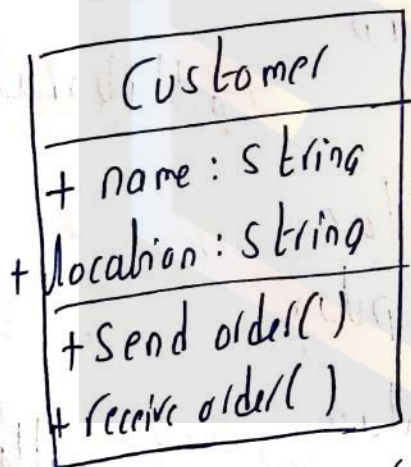 Customer
+ name : string
+ location : string
+ Send order()
+ receive order()